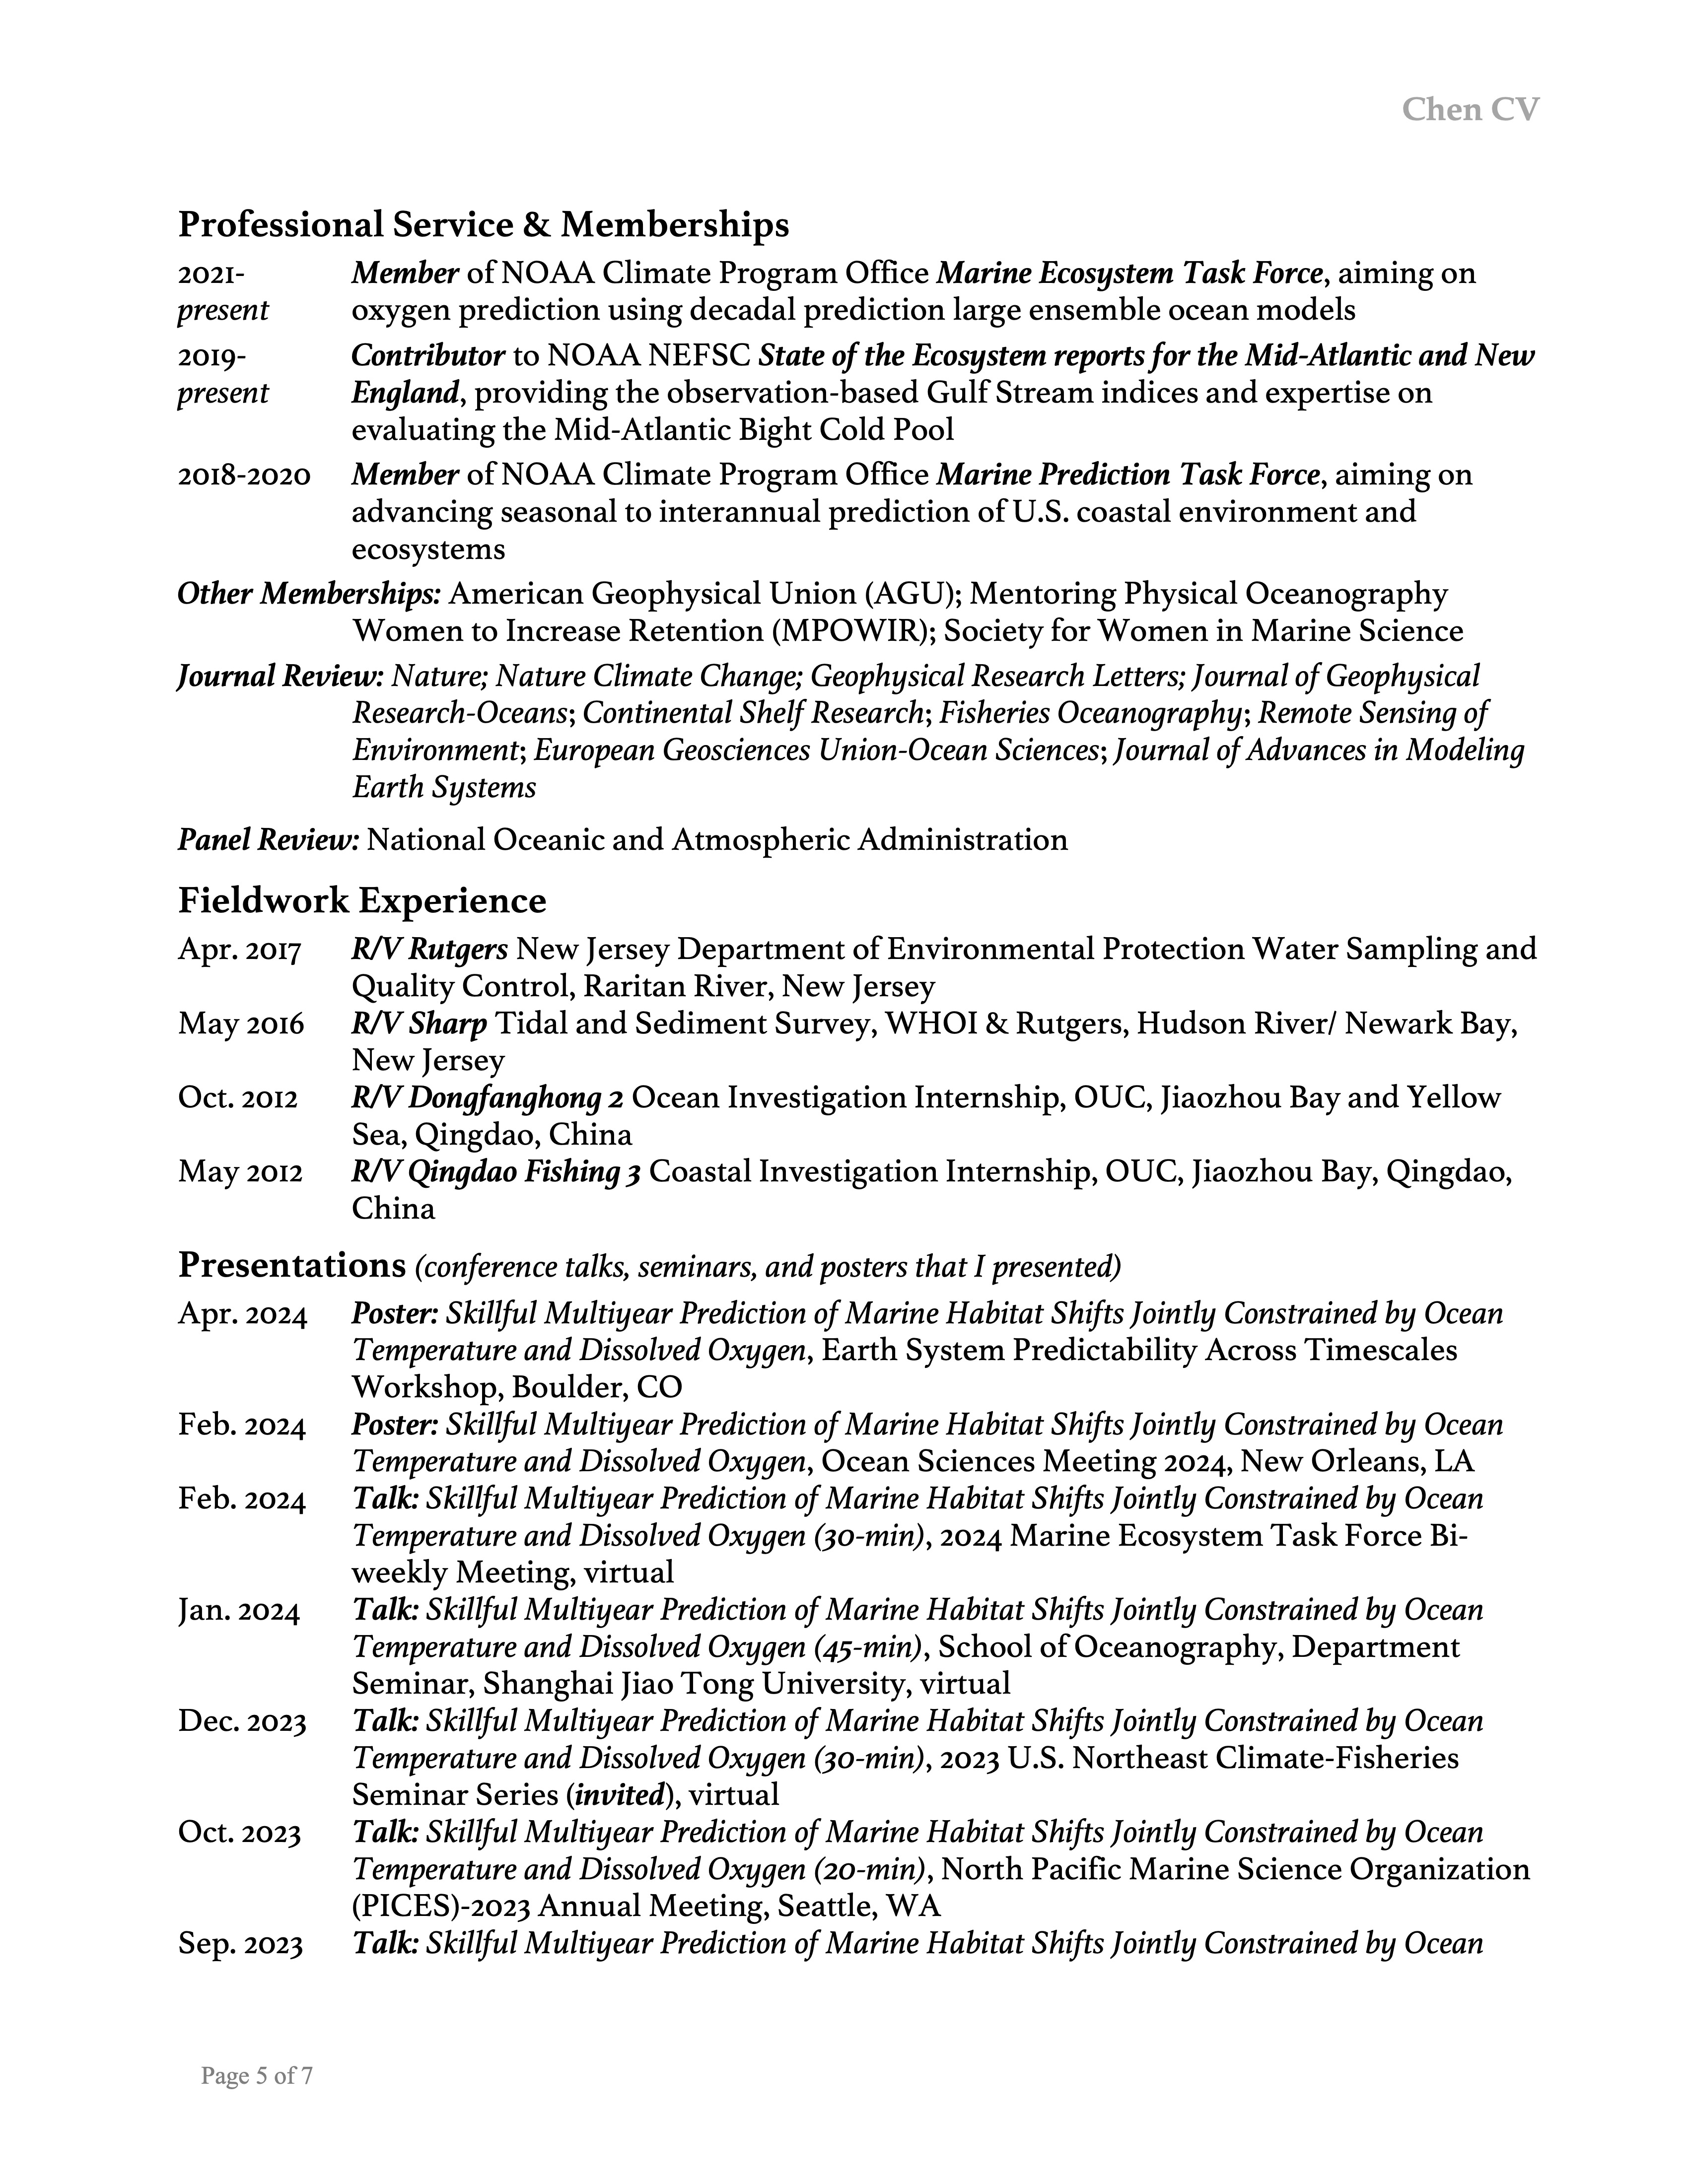 Chen CV
Professional Service & Memberships
2021- Member of NOAA Climate Program Office Marine Ecosystem Task Force, aiming on
present oxygen prediction using decadal prediction large ensemble ocean models
2019- Contributor to NOAA NEFSC State of the Ecosystem reports for the Mid-Atlantic and New
present England, providing the observation-based Gulf Stream indices and expertise on
evaluating the Mid-Atlantic Bight Cold Pool
2018-2020 Member of NOAA Climate Program Office Marine Prediction Task Force, aiming on
advancing seasonal to interannual prediction of U.S. coastal environment and
ecosystems
Other Memberships: American Geophysical Union (AGU); Mentoring Physical Oceanography
Women to Increase Retention (MPOWIR); Society for Women in Marine Science
Journal Review: Nature; Nature Climate Change; Geophysical Research Letters; Journal of Geophysical
Research-Oceans; Continental Shelf Research; Fisheries Oceanography; Remote Sensing of
Environment; European Geosciences Union-Ocean Sciences; Journal of Advances in Modeling
Earth Systems
Panel Review: National Oceanic and Atmospheric Administration
Fieldwork Experience
Apr. 2017 R/V Rutgers New Jersey Department of Environmental Protection Water Sampling and
Quality Control, Raritan River, New Jersey
May 2016 R/V Sharp Tidal and Sediment Survey, WHOI & Rutgers, Hudson River/ Newark Bay,
New Jersey
Oct. 2012 R/V Dongfanghong 2 Ocean Investigation Internship, OUC, Jiaozhou Bay and Yellow
Sea, Qingdao, China
May 2012 R/V Qingdao Fishing 3 Coastal Investigation Internship, OUC, Jiaozhou Bay, Qingdao,
China
Presentations (conference talks, seminars, and posters that I presented)
Apr. 2024 Poster: Skillful Multiyear Prediction of Marine Habitat Shifts Jointly Constrained by Ocean
Temperature and Dissolved Oxygen, Earth System Predictability Across Timescales
Workshop, Boulder, CO
Feb. 2024 Poster: Skillful Multiyear Prediction of Marine Habitat Shifts Jointly Constrained by Ocean
Temperature and Dissolved Oxygen, Ocean Sciences Meeting 2024, New Orleans, LA
Feb. 2024 Talk: Skillful Multiyear Prediction of Marine Habitat Shifts Jointly Constrained by Ocean
Temperature and Dissolved Oxygen (30-min), 2024 Marine Ecosystem Task Force Bi-
weekly Meeting, virtual
Jan. 2024 Talk: Skillful Multiyear Prediction of Marine Habitat Shifts Jointly Constrained by Ocean
Temperature and Dissolved Oxygen (45-min), School of Oceanography, Department
Seminar, Shanghai Jiao Tong University, virtual
Dec. 2023 Talk: Skillful Multiyear Prediction of Marine Habitat Shifts Jointly Constrained by Ocean
Temperature and Dissolved Oxygen (30-min), 2023 U.S. Northeast Climate-Fisheries
Seminar Series (invited), virtual
Oct. 2023 Talk: Skillful Multiyear Prediction of Marine Habitat Shifts Jointly Constrained by Ocean
Temperature and Dissolved Oxygen (20-min), North Pacific Marine Science Organization
(PICES)-2023 Annual Meeting, Seattle, WA
Sep. 2023 Talk: Skillful Multiyear Prediction of Marine Habitat Shifts Jointly Constrained by Ocean
Page 5 of 7